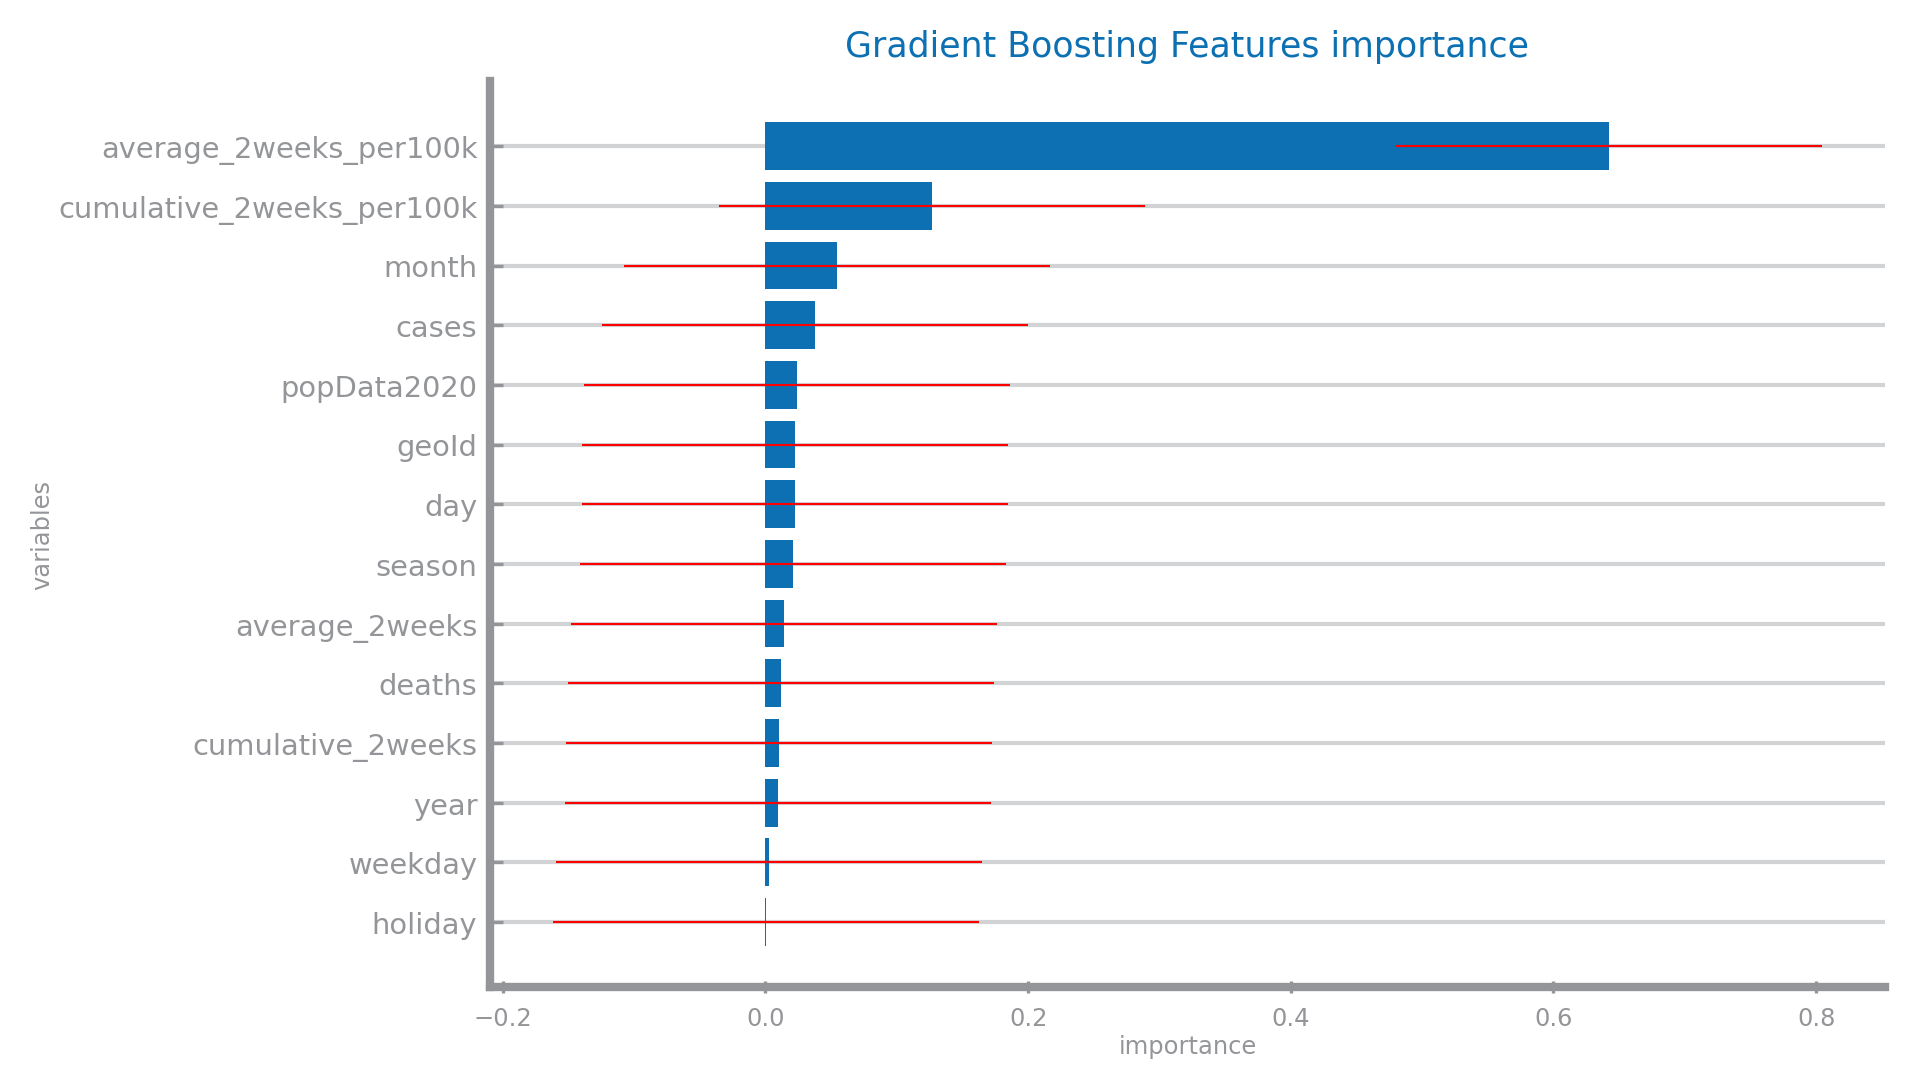 Gradient Boosting Features importance
average_2weeks_per100k
cumulative_2weeks_per100k
month
cases
popData2020
geoId
day
season
average_2weeks
deaths
cumulative_2weeks
year
weekday
holiday
variables
−0.2 0.0 0.2 0.4 0.6 0.8
importance